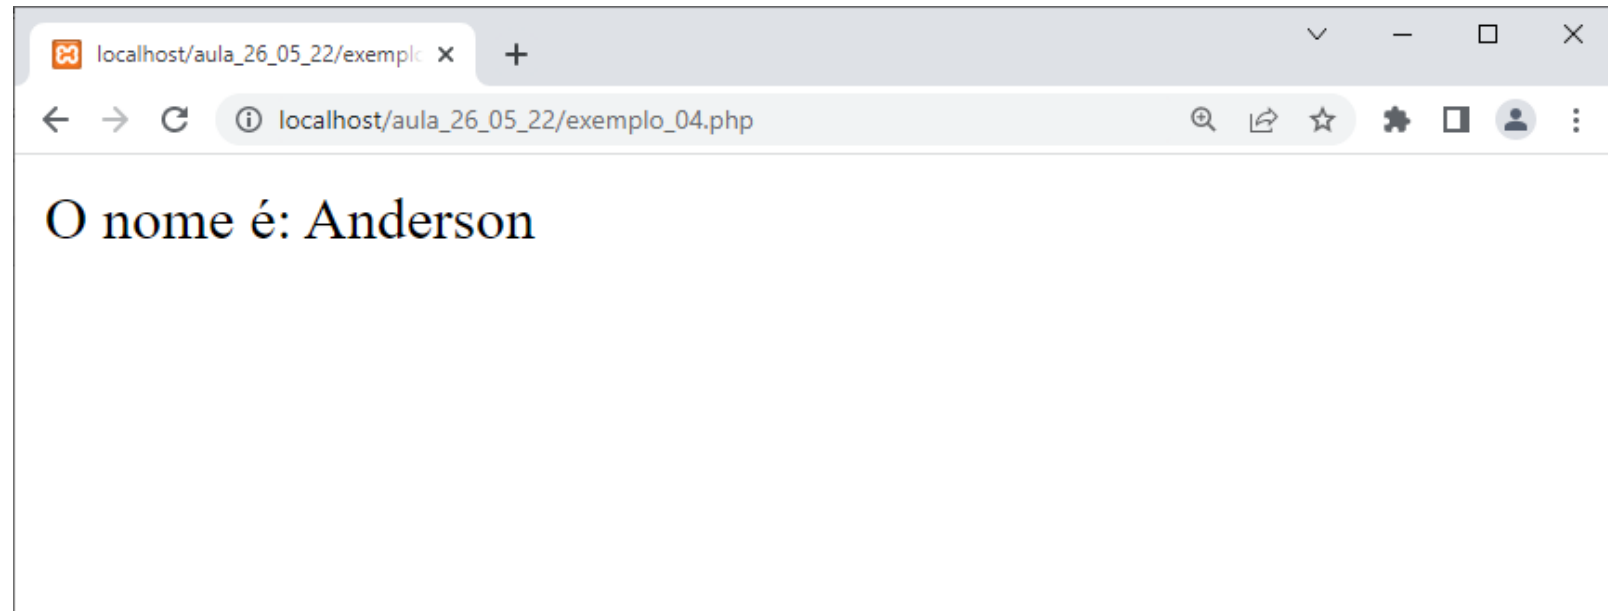 localhost/aula_26_05_22/exemplo
localhost/aula_26_05_22/exemplo_04.php
O nome é: Anderson